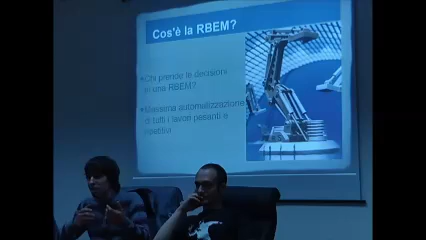 Cos'è la RBEM?
Chi prende le decisioni
in una RBEM?
Massima automatizzazione
di tutti i lavori pesanti e
ripetitivi